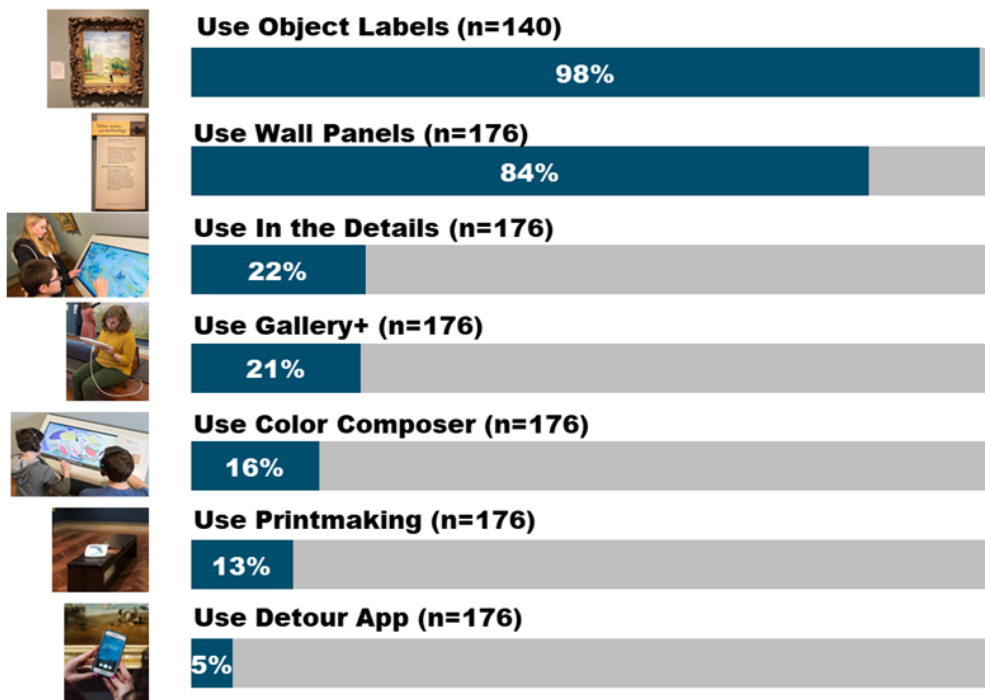 Use Object Labels (n=140)
98%
Use Wall Panels (n=176)
84%
Use In the Details (n=176)
22%
Use Gallery+ (n=176)
21%
Use Color Composer (n=176)
16%
Use Printmaking (n=176)
13%
Use Detour App (n=176)
5%